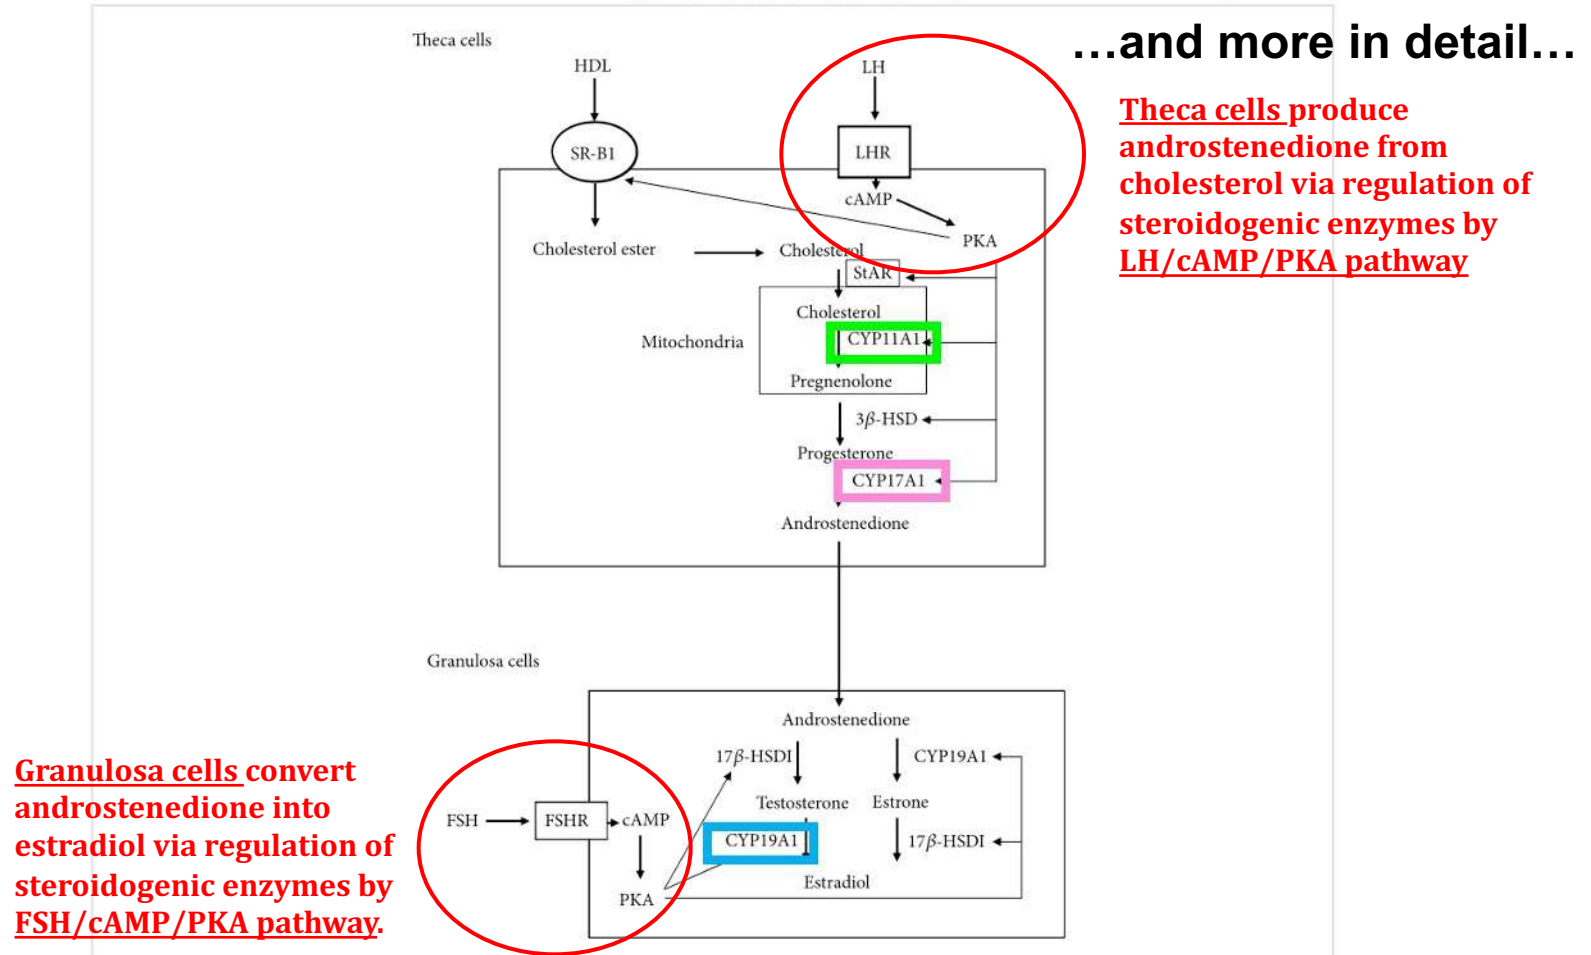 …and more in detail…
Theca cells
HDL
LH
SR-B1
LHR
cAMP
PKA
Cholesterol ester
Cholesterol
StAR
Mitochondria
Cholesterol
CYP11A1
Pregnenolone
3β-HSD
Progesterone
CYP17A1
Androstenedione
Theca cells produce
androstenedione from
cholesterol via regulation of
steroidogenic enzymes by
LH/cAMP/PKA pathway
Granulosa cells
Androstenedione
17β-HSDI
CYP19A1
Testosterone
Estrone
FSH
FSHR
cAMP
CYP19A1
17β-HSDI
Estradiol
PKA
Granulosa cells convert
androstenedione into
estradiol via regulation of
steroidogenic enzymes by
FSH/cAMP/PKA pathway.